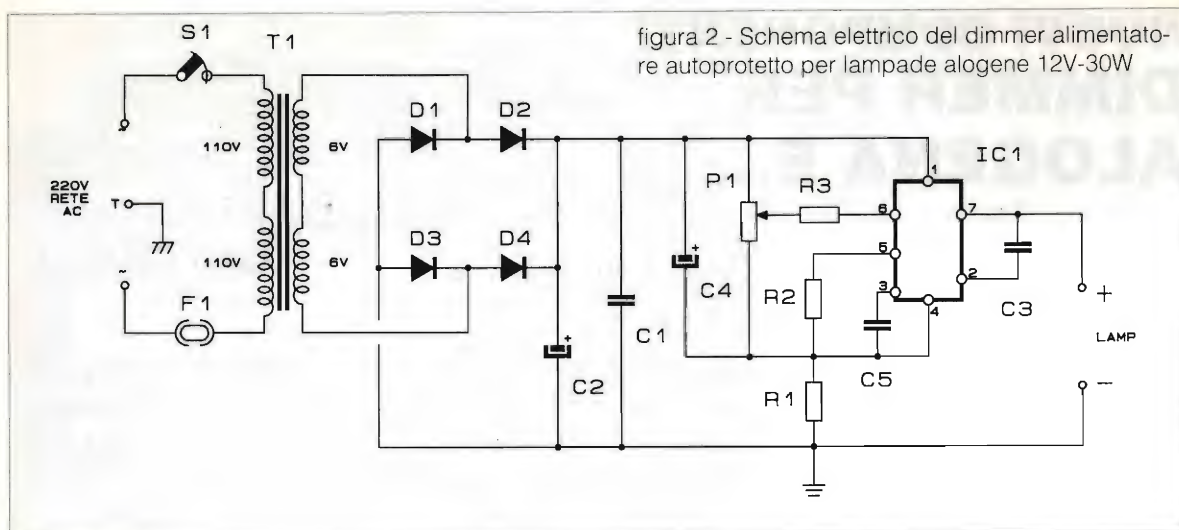 figura 2 - Schema elettrico del dimmer alimentato-
re autoprotetto per lampade alogene 12V-30W
S1
T1
D1
D2
IC1
110V
6V
P1
R3
1
6
7
220V
RETE
AC
T
~
~
D3
D4
5
3
2
4
110V
6V
F1
C4
R2
C3
+
LAMP
-
C1
C2
C5
R1
+
+